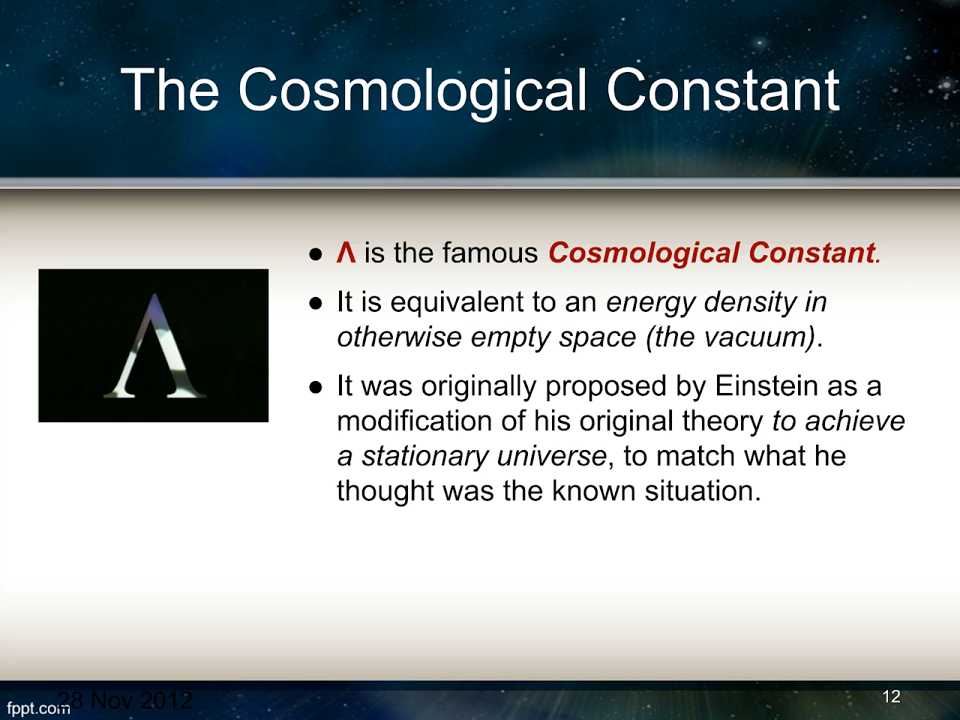 The Cosmological Constant
Λ
● Λ is the famous Cosmological Constant.
● It is equivalent to an energy density in
otherwise empty space (the vacuum).
● It was originally proposed by Einstein as a
modification of his original theory to achieve
a stationary universe, to match what he
thought was the known situation.
28 Nov 2012
fppt.com
12